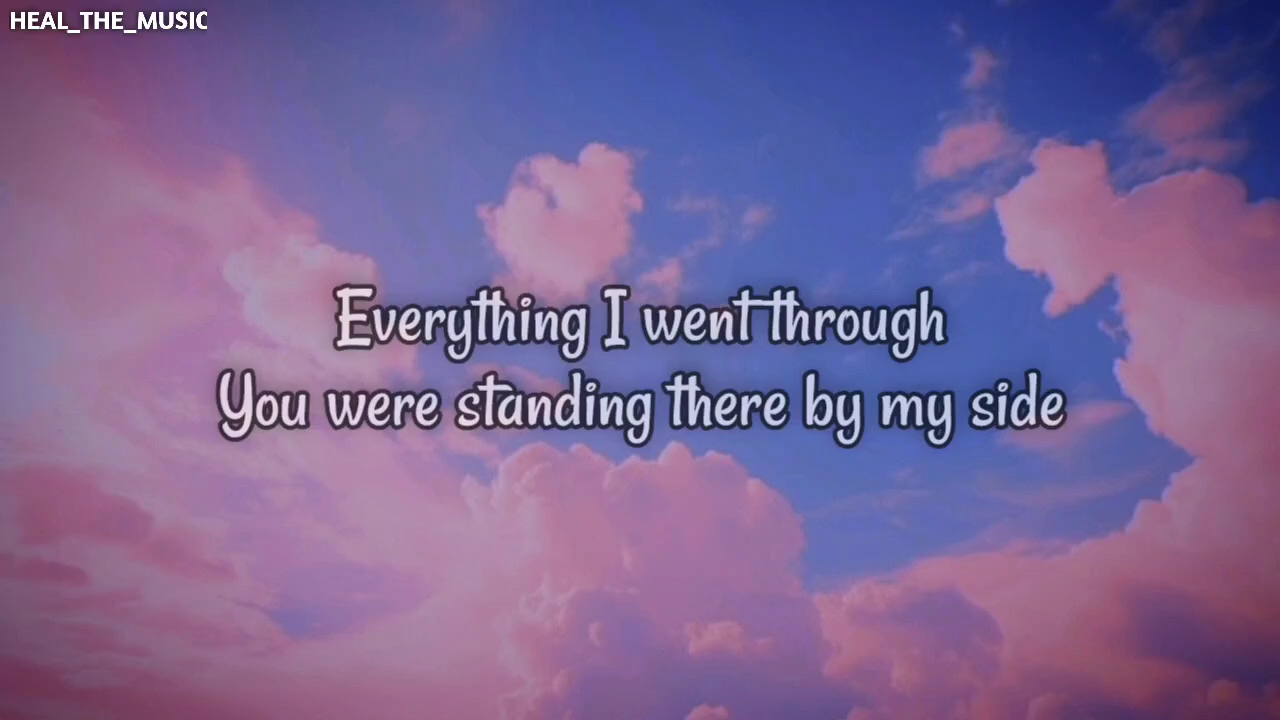 HEAL_THE_MUSIC
Everything I went through
You were standing there by my side